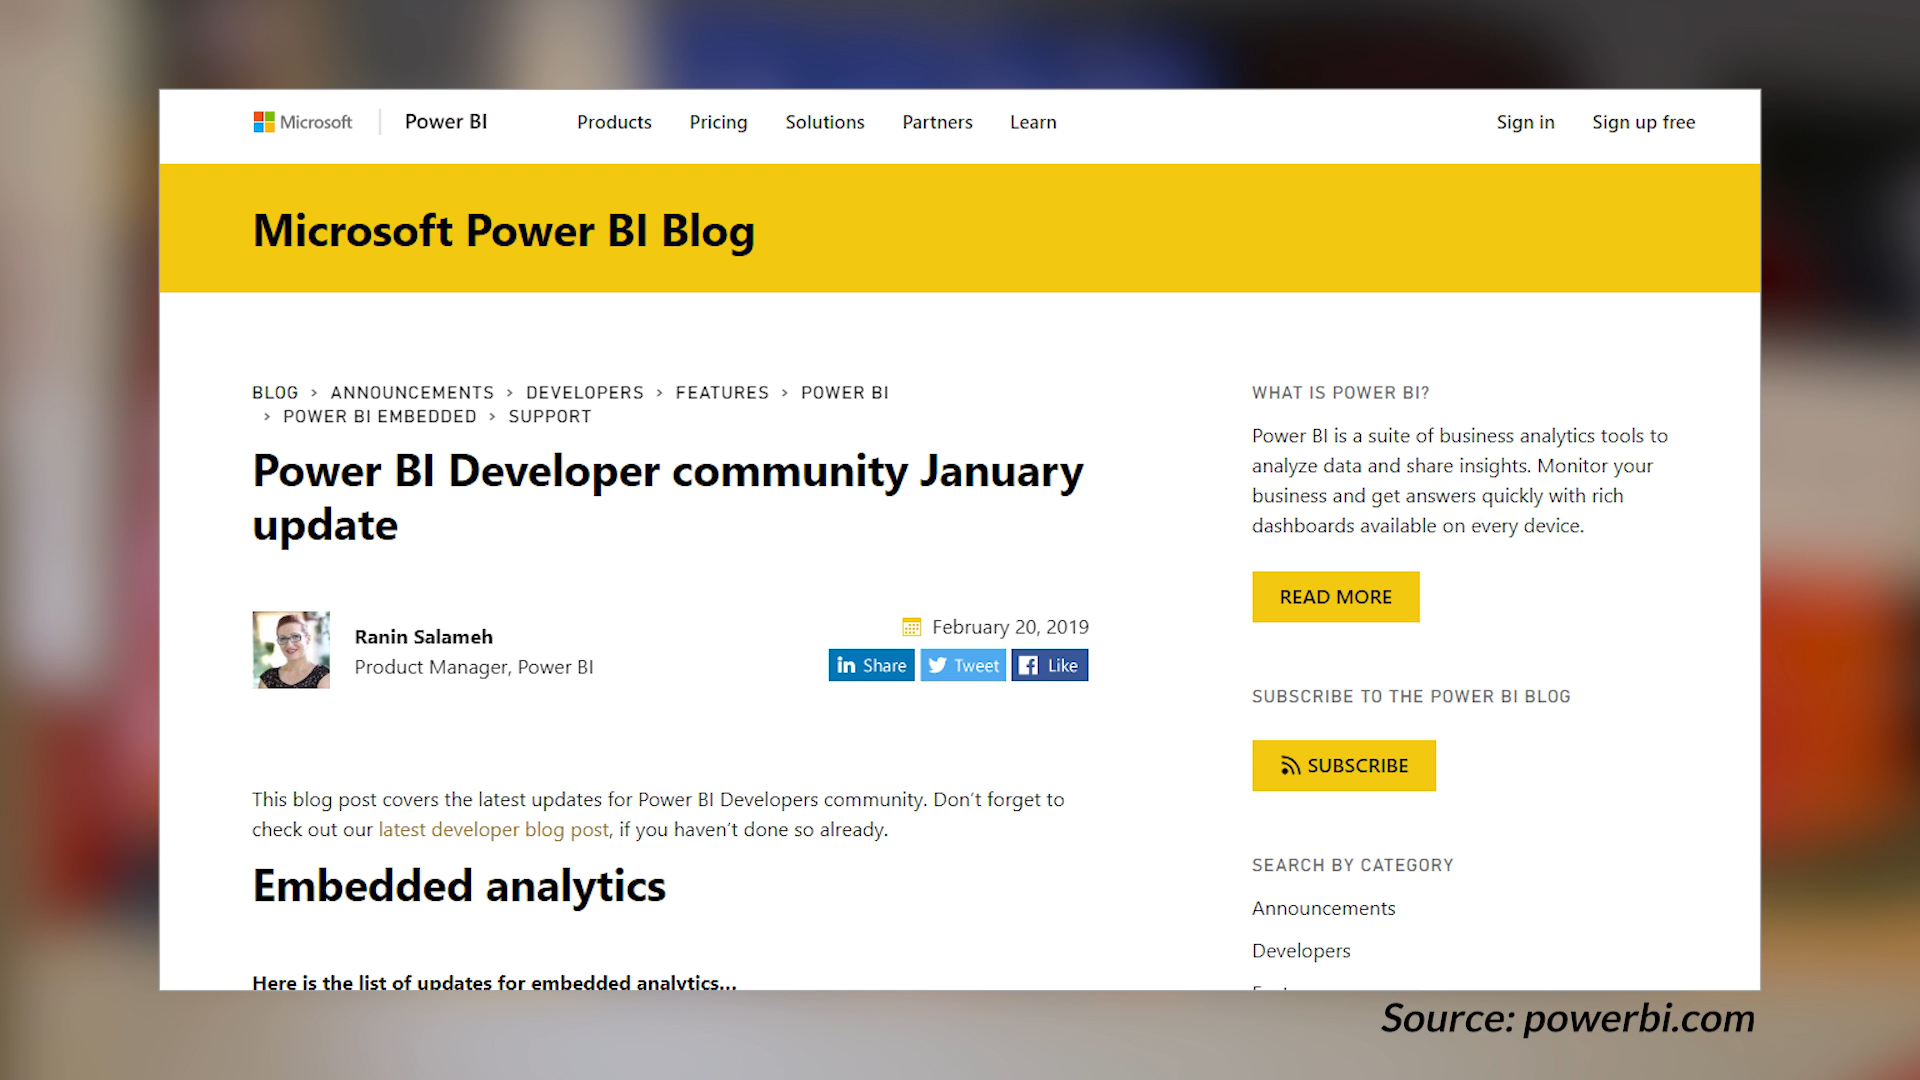 Microsoft Power BI Products Pricing Solutions Partners Learn Sign in Sign up free
Microsoft Power BI Blog
BLOG > ANNOUNCEMENTS > DEVELOPERS > FEATURES > POWER BI
> POWER BI EMBEDDED > SUPPORT
Power BI Developer community January
update
Ranin Salameh
Product Manager, Power BI
February 20, 2019
in Share Tweet Like
This blog post covers the latest updates for Power BI Developers community. Don't forget to
check out our latest developer blog post, if you haven't done so already.
Embedded analytics
Here is the list of updates for embedded analytics...
WHAT IS POWER BI?
Power BI is a suite of business analytics tools to
analyze data and share insights. Monitor your
business and get answers quickly with rich
dashboards available on every device.
READ MORE
SUBSCRIBE TO THE POWER BI BLOG
SUBSCRIBE
SEARCH BY CATEGORY
Announcements
Developers
Source: powerbi.com